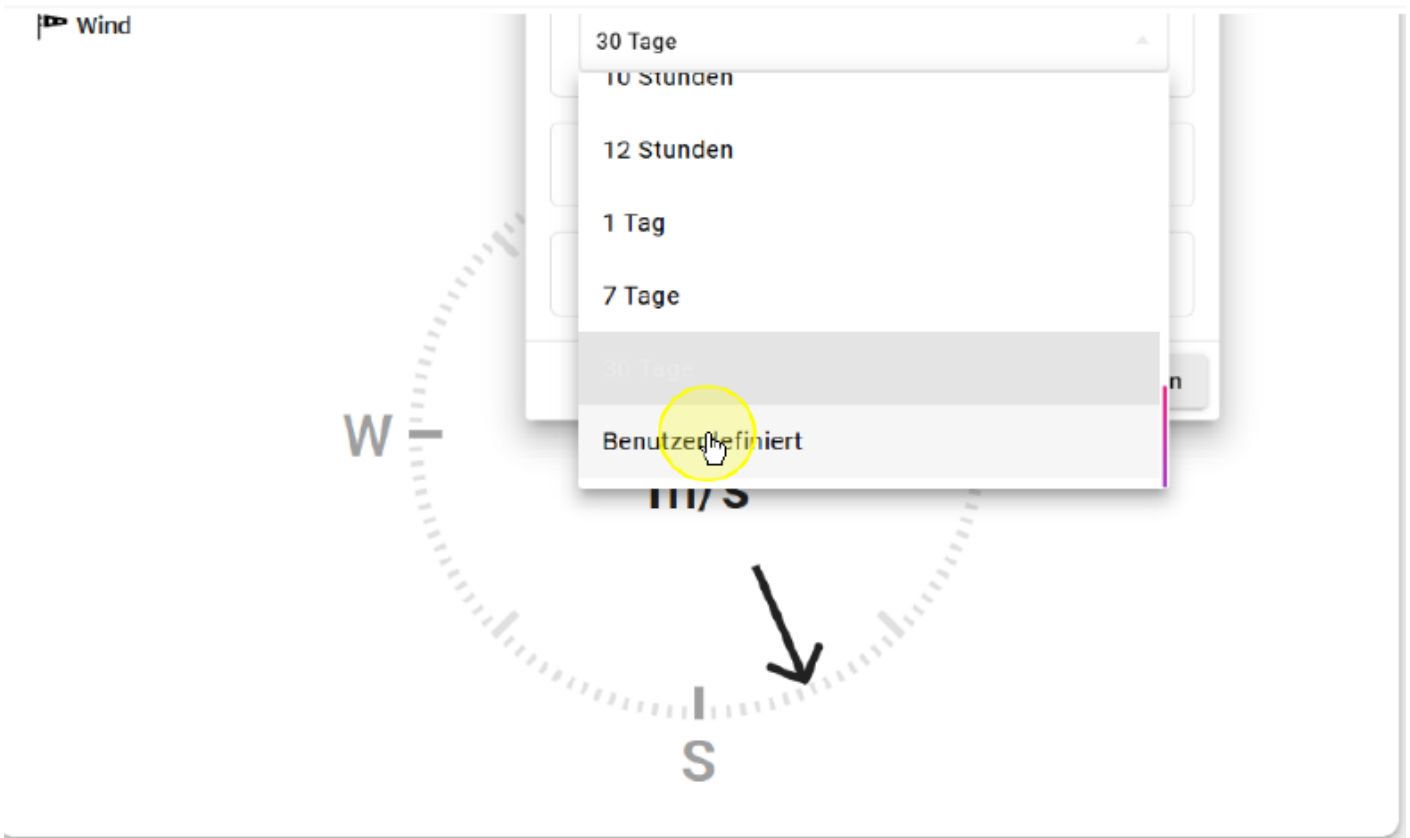 Wind
30 Tage
10 Stunden
12 Stunden
1 Tag
7 Tage
30 Tage
n
Benutzerdefiniert
W
m/s
S